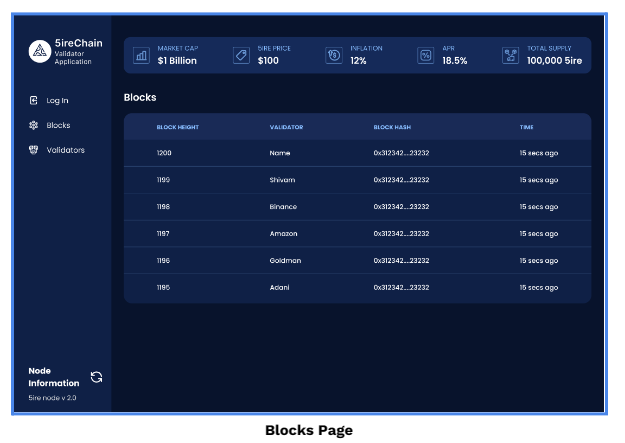 5ireChain
Validator
Application
MARKET CAP
$1 Billion
5IRE PRICE
$100
INFLATION
12%
APR
18.5%
TOTAL SUPPLY
100,000 5ire
Log In
Blocks
Validators
Blocks
BLOCK HEIGHT VALIDATOR BLOCK HASH TIME
1200 Name 0x312342....23232 15 secs ago
1199 Shivam 0x312342....23232 15 secs ago
1198 Binance 0x312342....23232 15 secs ago
1197 Amazon 0x312342....23232 15 secs ago
1196 Goldman 0x312342....23232 15 secs ago
1195 Adani 0x312342....23232 15 secs ago
Node
Information
5ire node v 2.0
Blocks Page